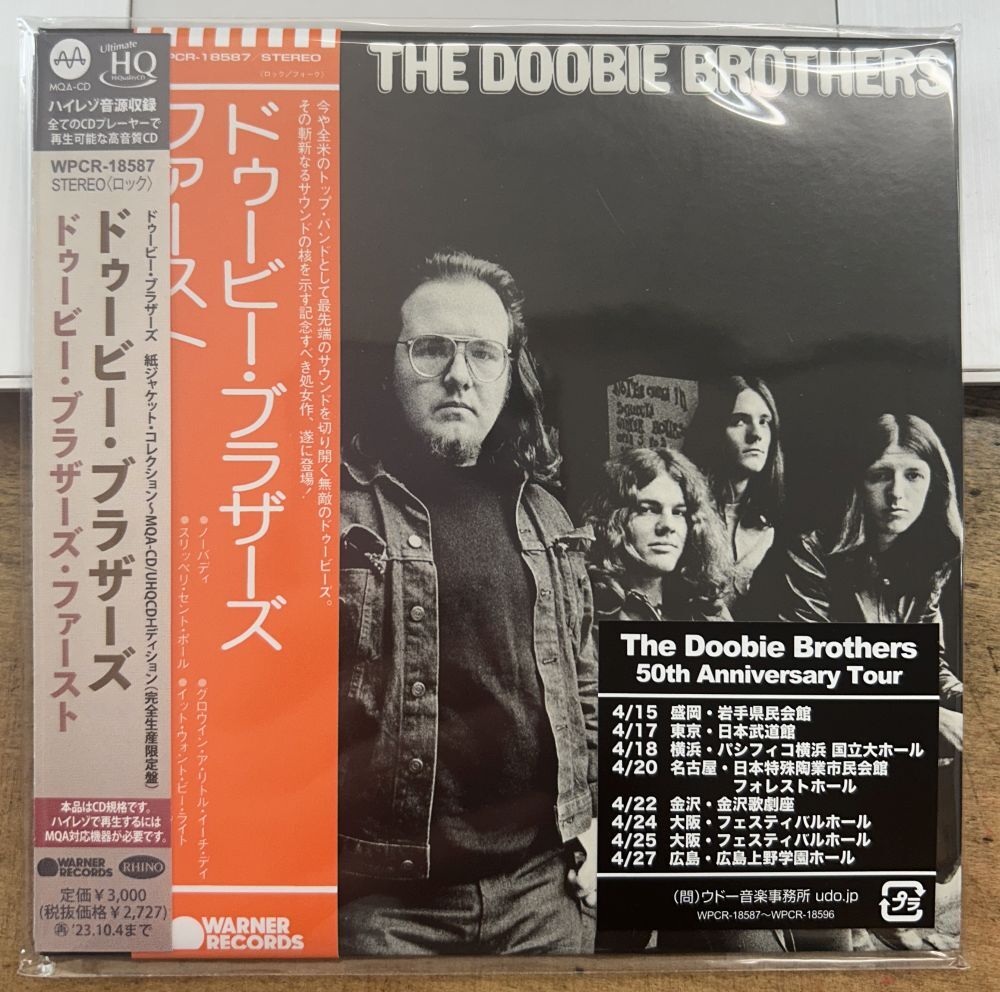 MQA-CD
Ultimate
HQ
HiQualityCD
ハイレゾ音源収録
全てのCDプレーヤーで
再生可能な高音質CD
WPCR-18587
STEREO〈ロック〉
ドゥービー・ブラザーズ 紙ジャケット・コレクション〜MQA-CD/UHQCDエディション(完全生産限定盤)
ドゥービー・ブラザーズ
ドゥービー・ブラザーズ・ファースト
本品はCD規格です。
ハイレゾで再生するには
MQA対応機器が必要です。
WARNER
RECORDS
RHINO
定価￥3,000
(税抜価格￥2,727)
再 '23.10.4まで
PCR-18587/STEREO
(ロック／フォーク)
今や全米のトップ・バンドとして最先端のサウンドを切り開く無敵のドゥービーズ。
その斬新なるサウンドの核を示す記念すべき処女作、遂に登場！
ドゥービー・ブラザーズ
ファースト
●ノーバディ
●スリッペリ・セント・ポール
●グロウイン・ア・リトル・イーチ・デイ
●イット・ウォント・ビー・ライト
WARNER
RECORDS
THE DOOBIE BROTHERS
The Doobie Brothers
50th Anniversary Tour
4/15 盛岡・岩手県民会館
4/17 東京・日本武道館
4/18 横浜・パシフィコ横浜 国立大ホール
4/20 名古屋・日本特殊陶業市民会館
フォレストホール
4/22 金沢・金沢歌劇座
4/24 大阪・フェスティバルホール
4/25 大阪・フェスティバルホール
4/27 広島・広島上野学園ホール
(問)ウドー音楽事務所 udo.jp
WPCR-18587〜WPCR-18596
プラ